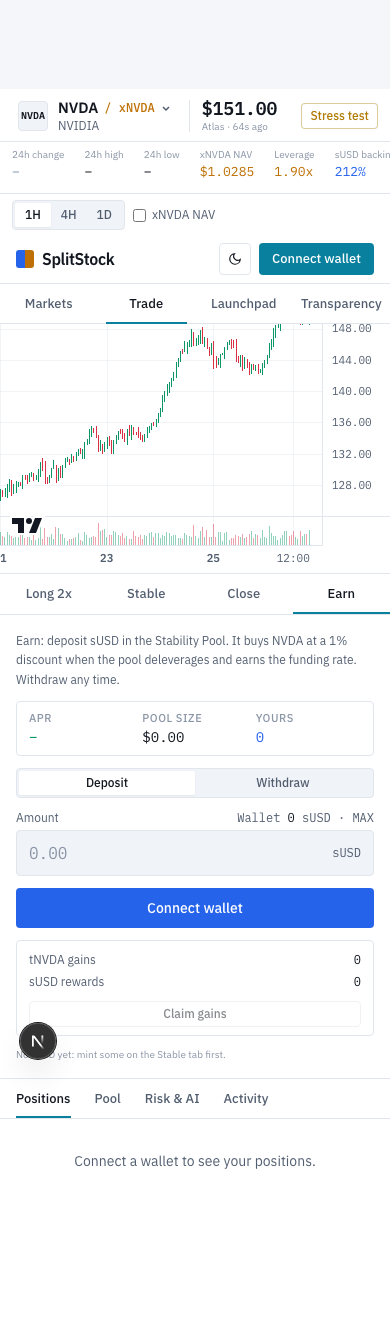 NVDA
NVDA / xNVDA
NVIDIA
$151.00
Atlas · 64s ago
Stress test
24h change
24h high
24h low
xNVDA NAV
Leverage
sUSD backin
–
–
–
$1.0285
1.90x
212%
1H
4H
1D
xNVDA NAV
SplitStock
Connect wallet
Markets
Trade
Launchpad
Transparency
148.00
144.00
140.00
136.00
132.00
128.00
1
23
25
12:00
Long 2x
Stable
Close
Earn
Earn: deposit sUSD in the Stability Pool. It buys NVDA at a 1%
discount when the pool deleverages and earns the funding rate.
Withdraw any time.
APR
POOL SIZE
YOURS
–
$0.00
0
Deposit
Withdraw
Amount
Wallet 0 sUSD · MAX
0.00
sUSD
Connect wallet
tNVDA gains
0
sUSD rewards
0
Claim gains
N
yet: mint some on the Stable tab first.
Positions
Pool
Risk & AI
Activity
Connect a wallet to see your positions.